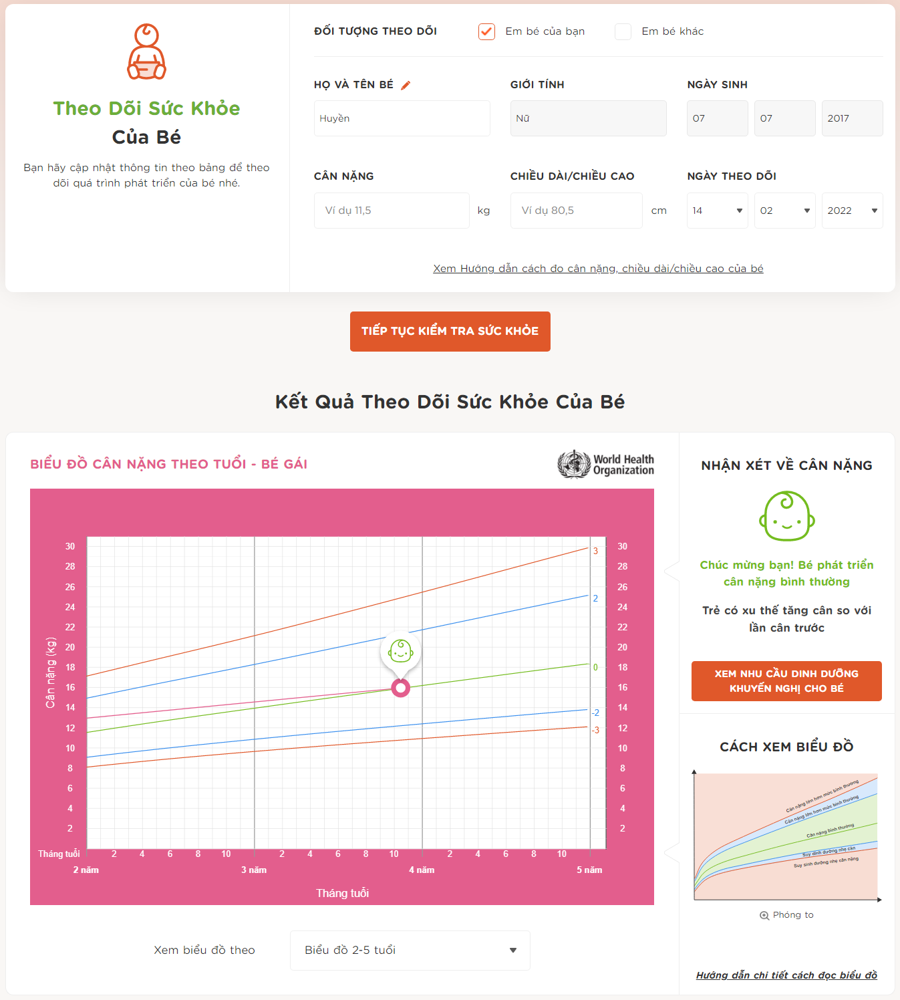 Theo Dõi Sức Khỏe
Của Bé
Bạn hãy cập nhật thông tin theo bảng để theo
dõi quá trình phát triển của bé nhé.
ĐỐI TƯỢNG THEO DÕI
Em bé của bạn
Em bé khác
HỌ VÀ TÊN BÉ
GIỚI TÍNH
NGÀY SINH
Huyền
Nữ
07
07
2017
CÂN NẶNG
CHIỀU DÀI/CHIỀU CAO
NGÀY THEO DÕI
Ví dụ 11,5
kg
Ví dụ 80,5
cm
14
02
2022
Xem Hướng dẫn cách đo cân nặng, chiều dài/chiều cao của bé
TIẾP TỤC KIỂM TRA SỨC KHỎE
Kết Quả Theo Dõi Sức Khỏe Của Bé
BIỂU ĐỒ CÂN NẶNG THEO TUỔI - BÉ GÁI
World Health
Organization
30
28
26
24
22
20
18
16
14
12
10
8
6
4
2
Cân nặng (kg)
3
2
0
-2
-3
30
28
26
24
22
20
18
16
14
12
10
8
6
4
2
Tháng tuổi
2 4 6 8 10 2 4 6 8 10 2 4 6 8 10
2 năm 3 năm 4 năm 5 năm
Tháng tuổi
Xem biểu đồ theo
Biểu đồ 2-5 tuổi
NHẬN XÉT VỀ CÂN NẶNG
Chúc mừng bạn! Bé phát triển
cân nặng bình thường
Trẻ có xu thế tăng cân so với
lần cân trước
XEM NHU CẦU DINH DƯỠNG
KHUYẾN NGHỊ CHO BÉ
CÁCH XEM BIỂU ĐỒ
Cân nặng lớn hơn mức bình thường
Cân nặng lớn hơn mức bình thường
Cân nặng bình thường
Suy dinh dưỡng nhẹ cân
Suy sinh dưỡng nhẹ cân nặng
Phóng to
Hướng dẫn chi tiết cách đọc biểu đồ